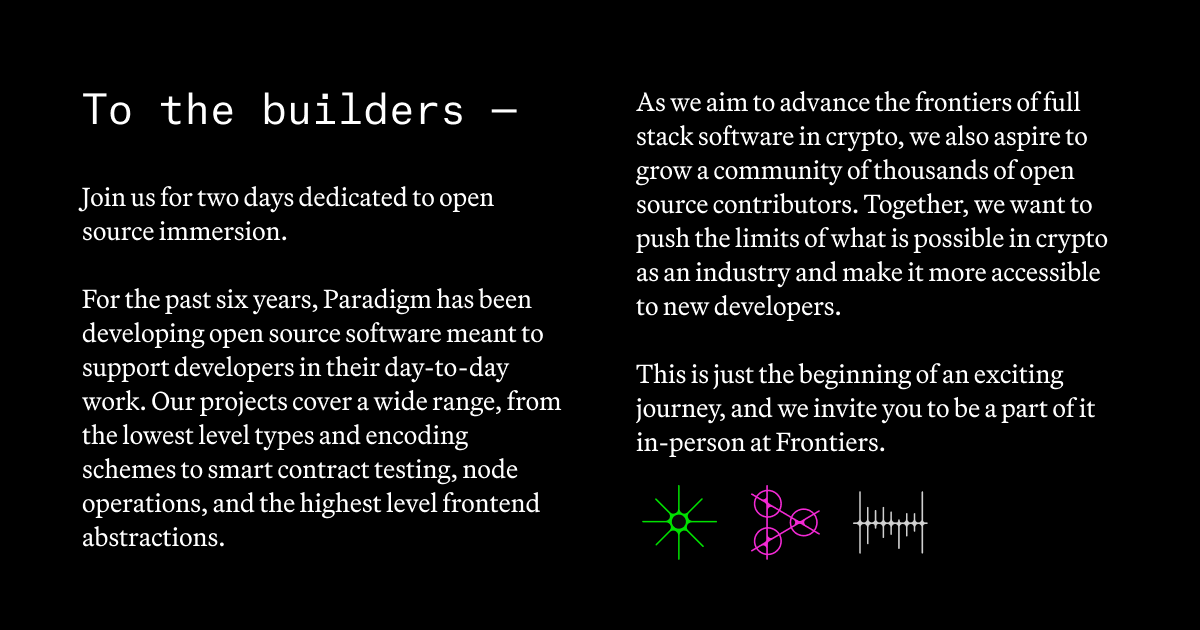 To the builders —
Join us for two days dedicated to open
source immersion.
For the past six years, Paradigm has been
developing open source software meant to
support developers in their day-to-day
work. Our projects cover a wide range, from
the lowest level types and encoding
schemes to smart contract testing, node
operations, and the highest level frontend
abstractions.
As we aim to advance the frontiers of full
stack software in crypto, we also aspire to
grow a community of thousands of open
source contributors. Together, we want to
push the limits of what is possible in crypto
as an industry and make it more accessible
to new developers.
This is just the beginning of an exciting
journey, and we invite you to be a part of it
in-person at Frontiers.